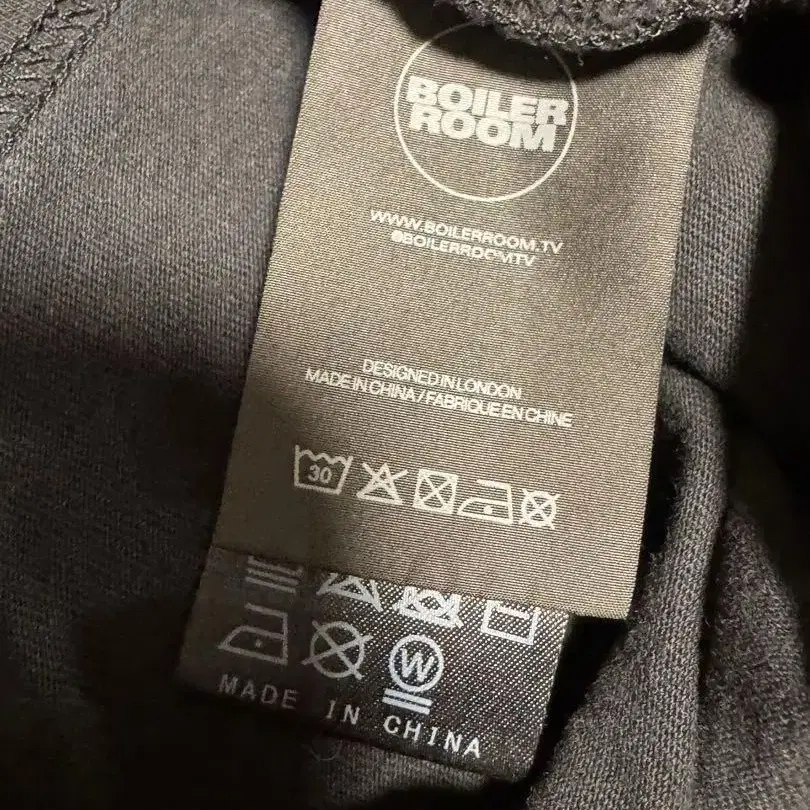 BOILER
ROOM
WWW.BOILERROOM.TV
@BOILERROOMTV
DESIGNED IN LONDON
MADE IN CHINA / FABRIQUE EN CHINE
30
W
MADE IN CHINA